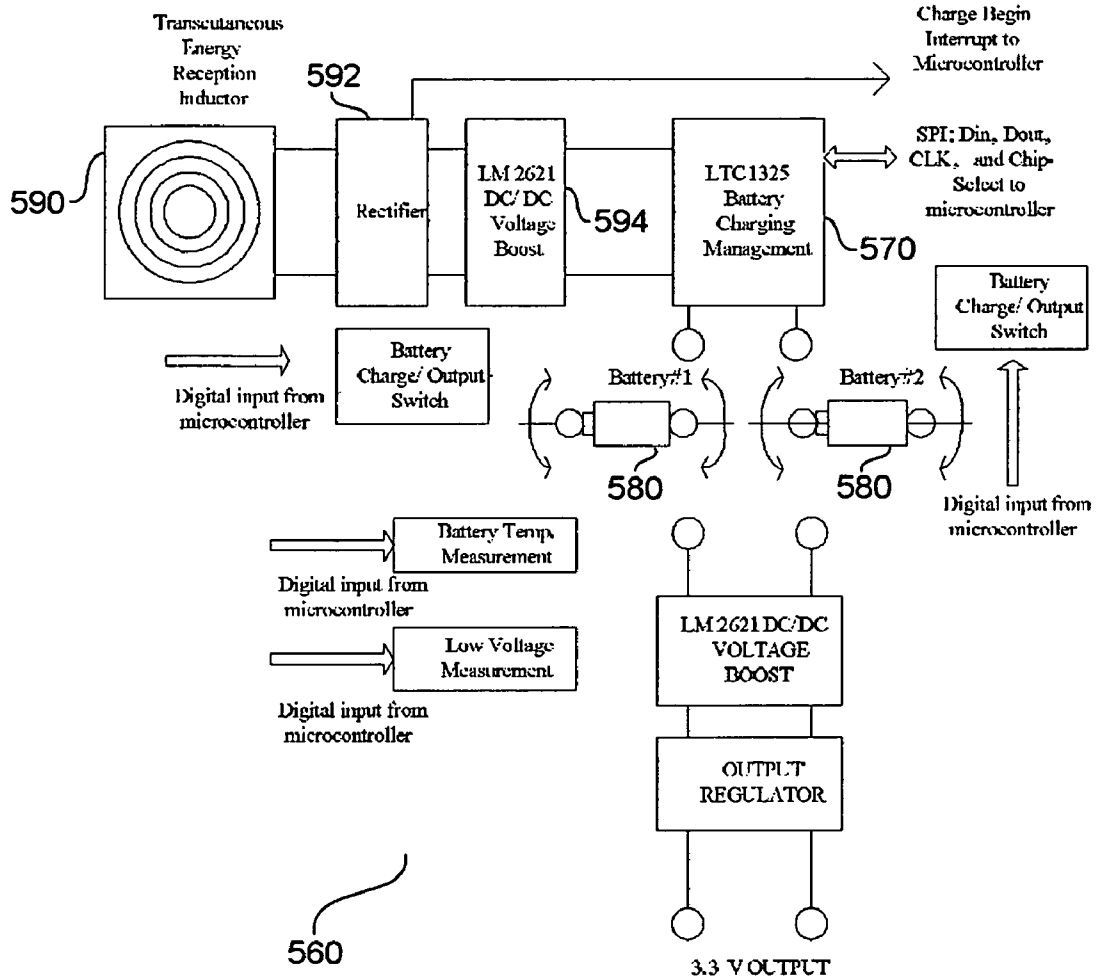 Transcutaneous
Energy
Reception
Inductor
592
Charge Begin
Interrupt to
Microcontroller
590
Rectifier
LM 2621
DC/ DC
Voltage
Boost
594
LTC1325
Battery
Charging
Management
SPI: Din, Dout,
CLK, and Chip-
Select to
microcontroller
570
Battery
Charge/ Output
Switch
Digital input from
microcontroller
Battery
Charge/ Output
Switch
Battery#1
580
Battery#2
580
Digital input from
microcontroller
Battery Temp.
Measurement
Digital input from
microcontroller
Low Voltage
Measurement
Digital input from
microcontroller
LM 2621 DC/DC
VOLTAGE
BOOST
OUTPUT
REGULATOR
560
3.3 V OUTPUT